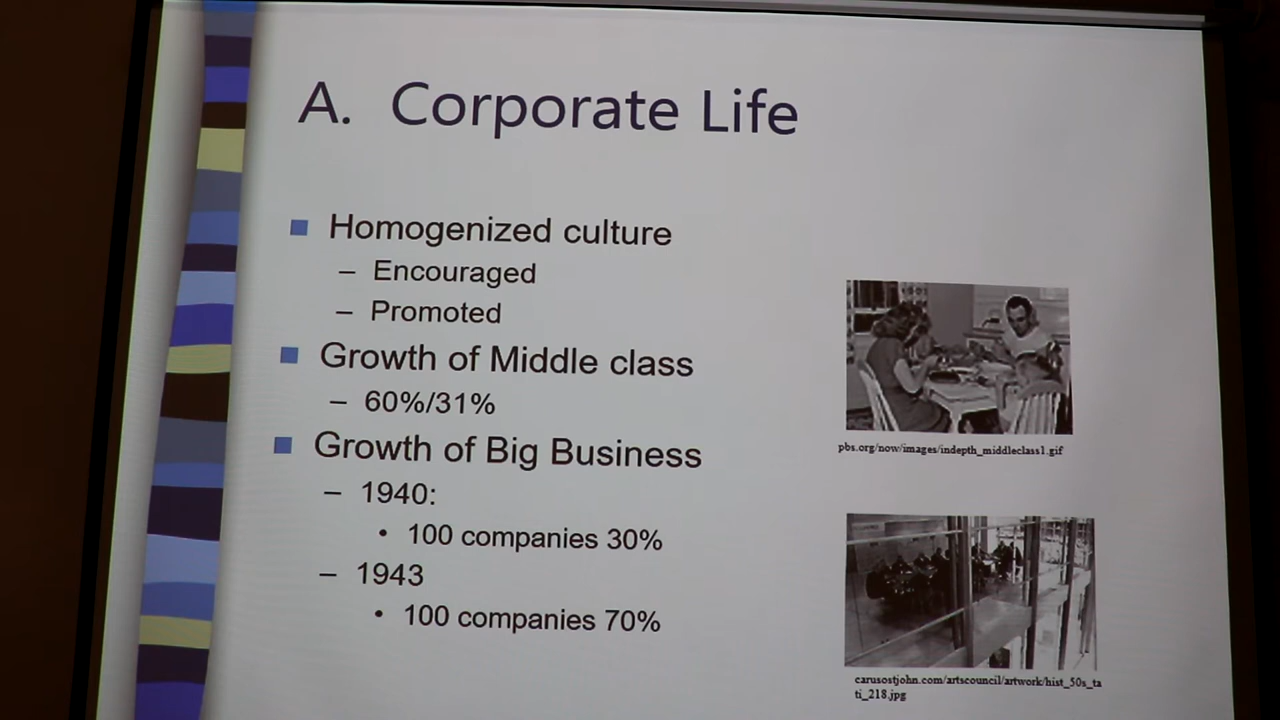 A. Corporate Life
Homogenized culture
– Encouraged
– Promoted
Growth of Middle class
– 60%/31%
Growth of Big Business
– 1940:
• 100 companies 30%
– 1943
• 100 companies 70%
pbs.org/now/images/indepth_middleclass1.gif
carusostjohn.com/artscouncil/artwork/hist_50s_ta
ti_218.jpg